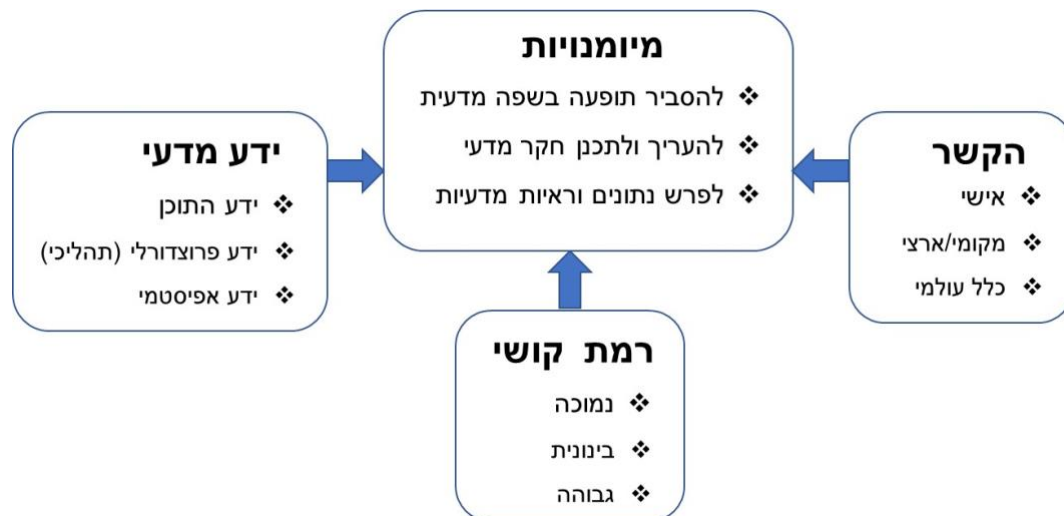 מיומנויות
❖ להסביר תופעה בשפה מדעית
❖ להעריך ולתכנן חקר מדעי
❖ לפרש נתונים וראיות מדעיות
הקשר
❖ אישי
❖ מקומי/ארצי
❖ כלל עולמי
ידע מדעי
❖ ידע התוכן
❖ ידע פרוצדורלי (תהליכי)
❖ ידע אפיסטמי
רמת קושי
❖ נמוכה
❖ בינונית
❖ גבוהה